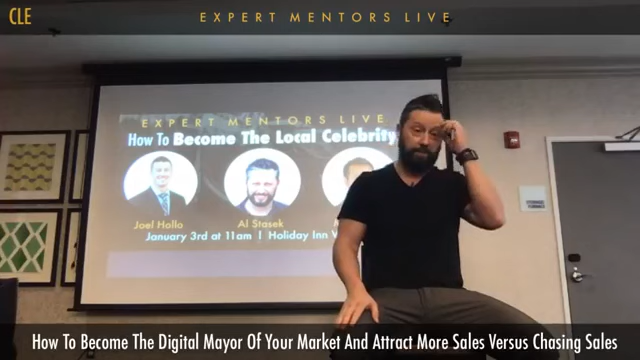 CLE
EXPERT MENTORS LIVE
EXPERT MENTORS LIVE
How To Become The Local Celebrity
Joel Hallo
Al Stasek
January 3rd at 11am | Holiday Inn W
How To Become The Digital Mayor Of Your Market And Attract More Sales Versus Chasing Sales